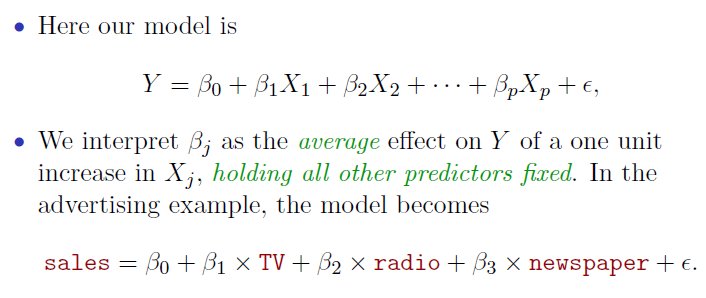 • Here our model is
Y = β₀ + β₁X₁ + β₂X₂ + · · · + βₚXₚ + ϵ,
• We interpret βⱼ as the average effect on Y of a one unit
increase in Xⱼ, holding all other predictors fixed. In the
advertising example, the model becomes
sales = β₀ + β₁ × TV + β₂ × radio + β₃ × newspaper + ϵ.